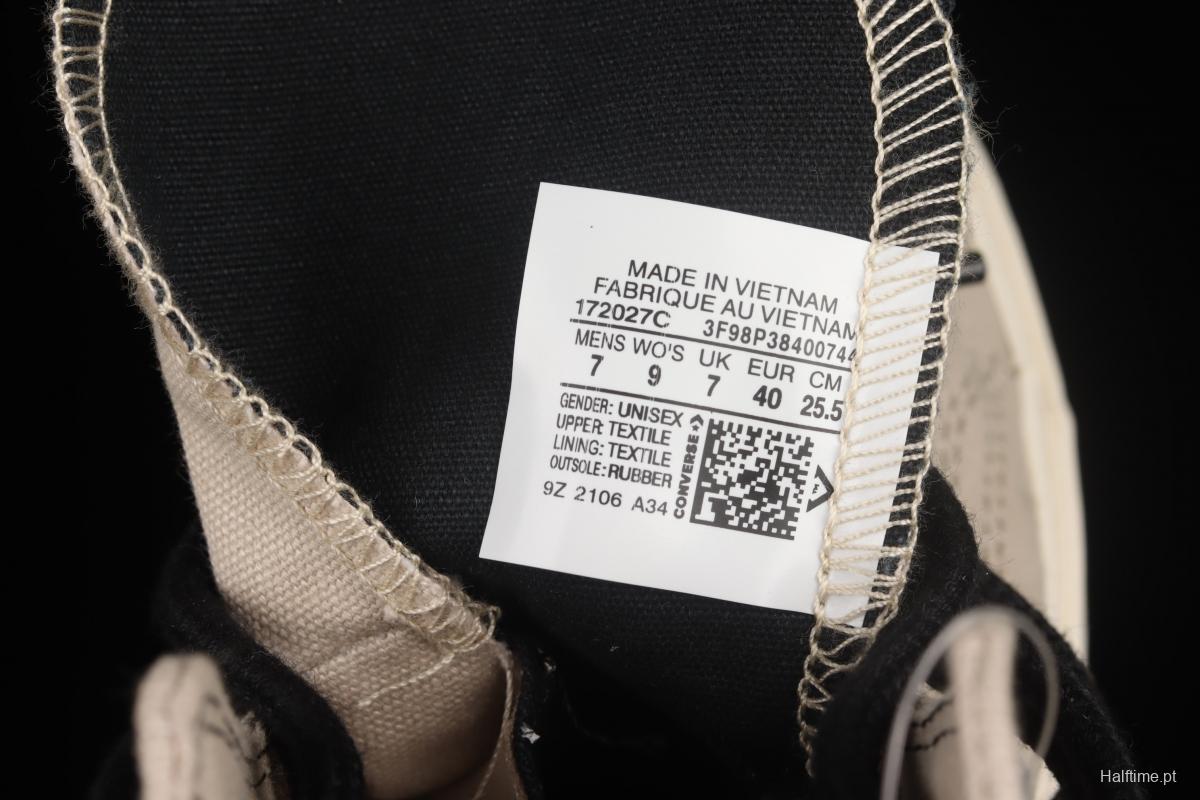 MADE IN VIETNAM
FABRIQUE AU VIETNAM
172027C 3F98P38400744
MENS WO'S UK EUR CM
7 9 7 40 25.5
GENDER: UNISEX
UPPER: TEXTILE
LINING: TEXTILE
OUTSOLE: RUBBER
9Z 2106 A34
CONVERSE
Halftime.pt